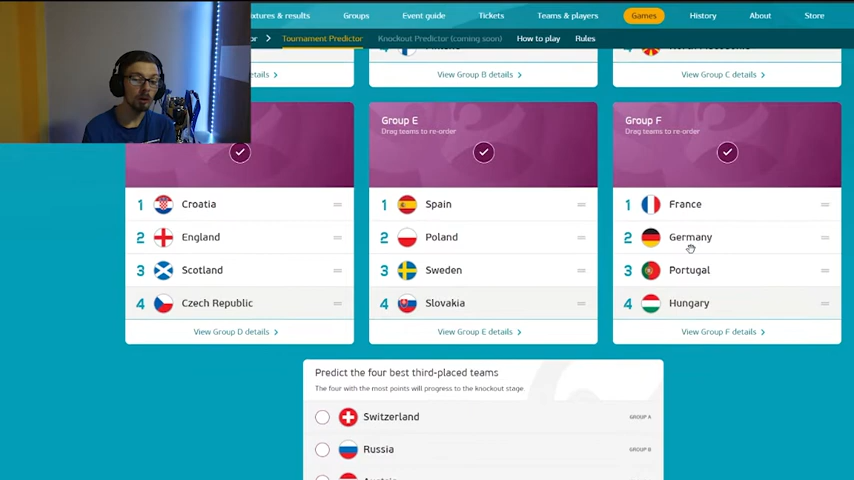 xtures & results Groups Event guide Tickets Teams & players Games History About Store
or Tournament Predictor Knockout Predictor (coming soon) How to play Rules
4
etails View Group B details View Group C details
Group E
Drag teams to re-order
Group F
Drag teams to re-order
1 Croatia
2 England
3 Scotland
4 Czech Republic
View Group D details
1 Spain
2 Poland
3 Sweden
4 Slovakia
View Group E details
1 France
2 Germany
3 Portugal
4 Hungary
View Group F details
Predict the four best third-placed teams
The four with the most points will progress to the knockout stage.
Switzerland GROUP A
Russia GROUP B